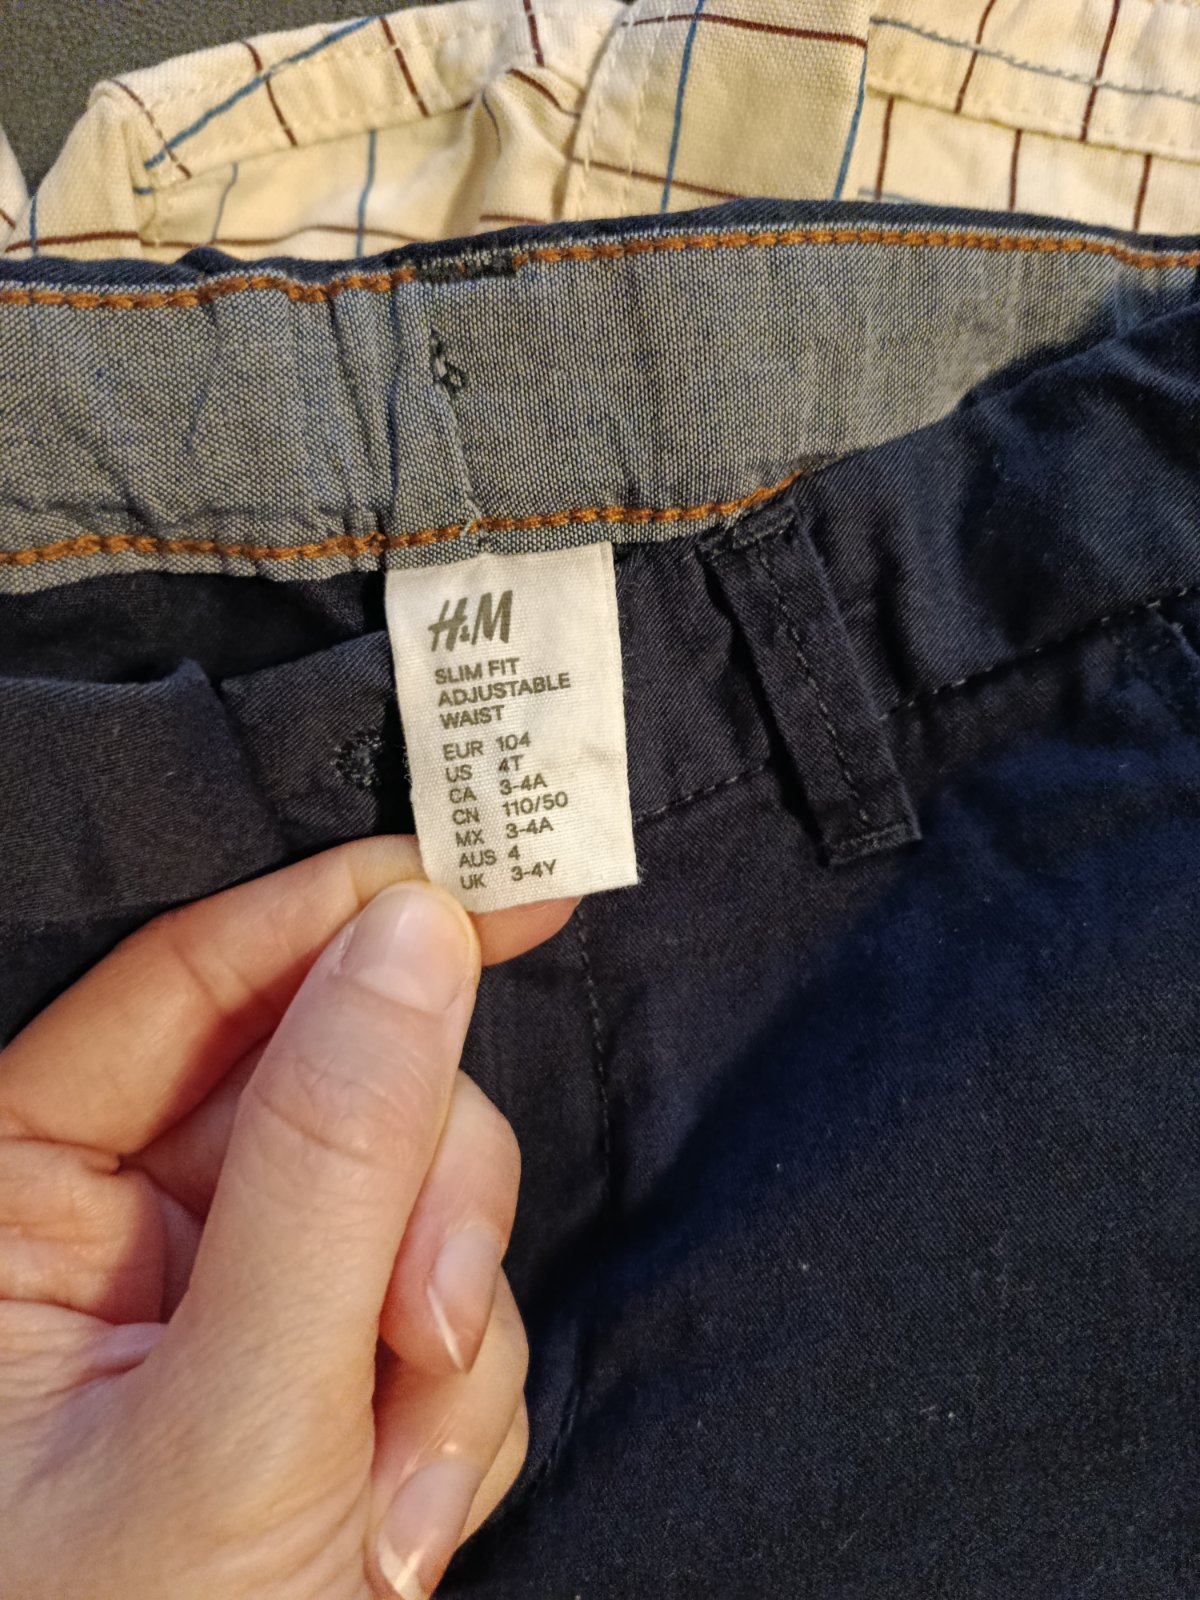 H&M
SLIM FIT
ADJUSTABLE
WAIST
EUR 104
US 4T
CA 3-4A
CN 110/50
MX 3-4A
AUS 4
UK 3-4Y